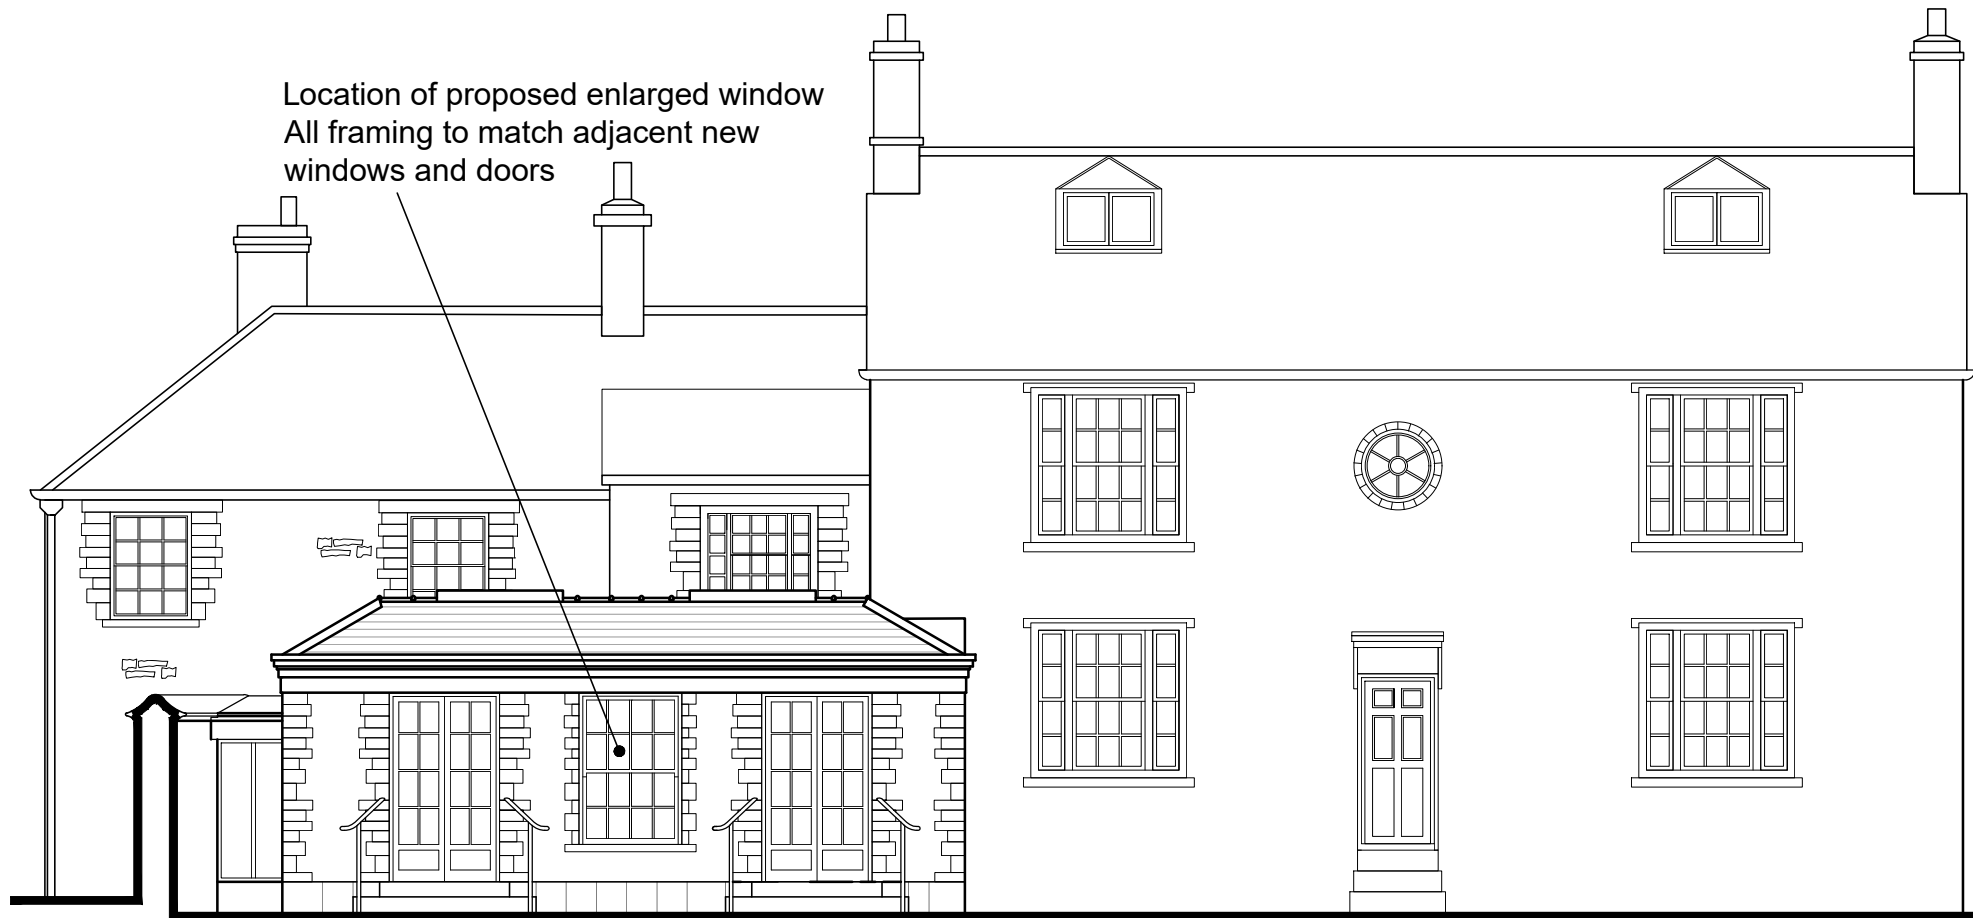 Location of proposed enlarged window
All framing to match adjacent new
windows and doors